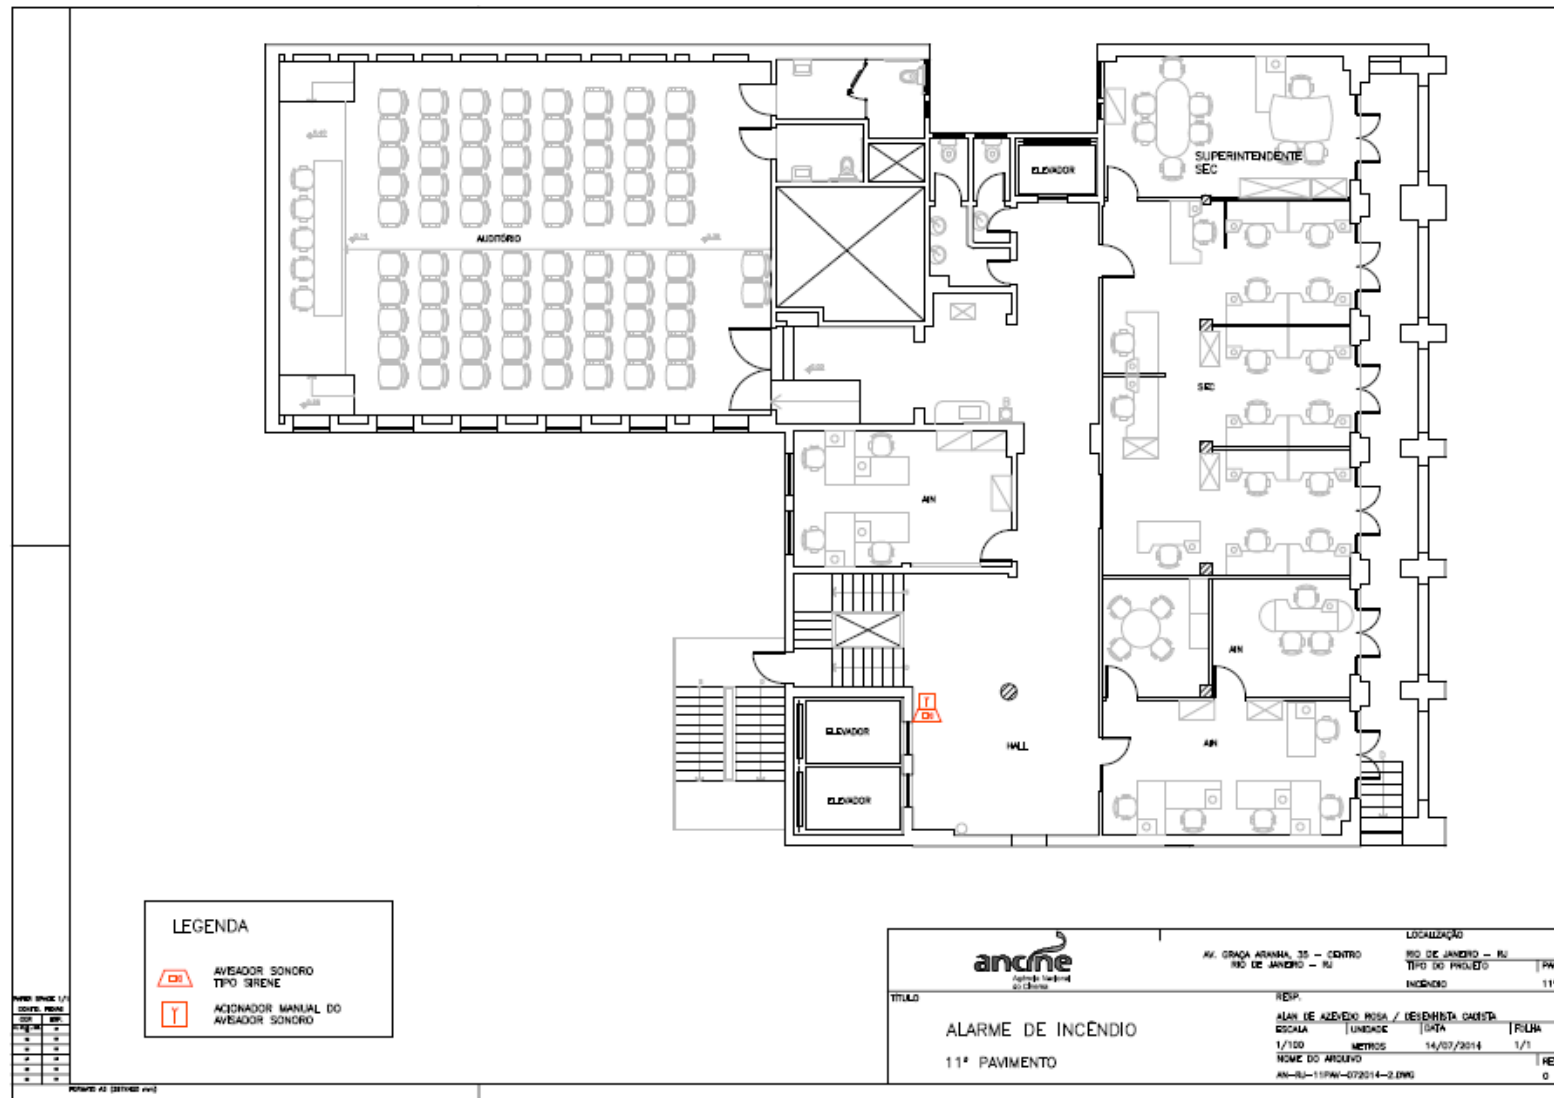 SUPERINTENDENTE
SEC
ELEVADOR
AUDITÓRIO
SEC
AIN
AIN
ELEVADOR
HALL
AIN
ELEVADOR
LEGENDA
AVISADOR SONORO
TIPO SIRENE
ACIONADOR MANUAL DO
AVISADOR SONORO
ancine
Agência Nacional
do Cinema
AV. GRAÇA ARANHA, 35 - CENTRO
RIO DE JANEIRO - RJ
LOCALIZAÇÃO
RIO DE JANEIRO - RJ
TIPO DO PROJETO
INCÊNDIO
11º
TÍTULO
ALARME DE INCÊNDIO
11º PAVIMENTO
RESP.
ALAN DE AZEVEDO ROSA / DESENHISTA CADISTA
ESCALA UNIDADE DATA FOLHA
1/100 METROS 14/07/2014 1/1
NOME DO ARQUIVO
AN-RJ-11PAV-072014-2.DWG
0